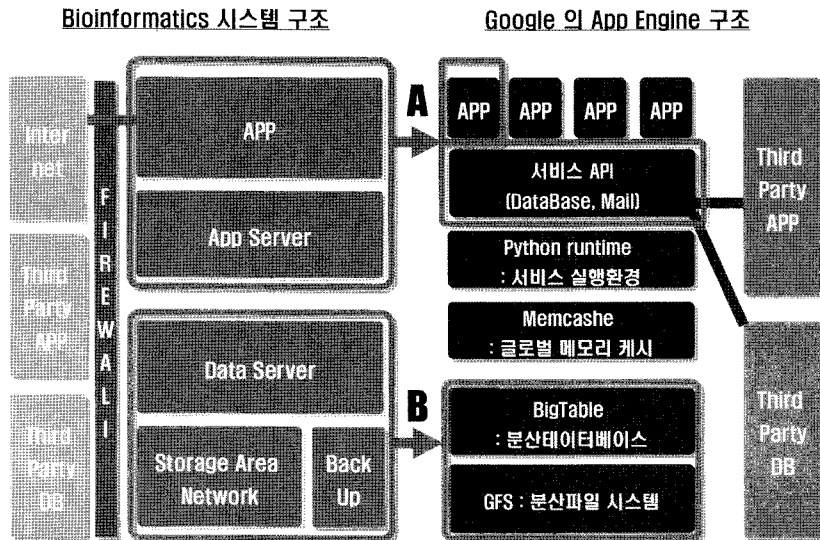 Bioinformatics 시스템 구조
Google 의 App Engine 구조
Inter
net
Third
Party
APP
Third
Party
DB
FIREWALL
APP
App Server
Data Server
Storage Area
Network
Back
Up
A
B
APP
APP
APP
APP
서비스 API
(DataBase, Mail)
Python runtime
: 서비스 실행환경
Memcashe
: 글로벌 메모리 케시
BigTable
: 분산테이터베이스
GFS : 분산파일 시스템
Third
Party
APP
Third
Party
DB